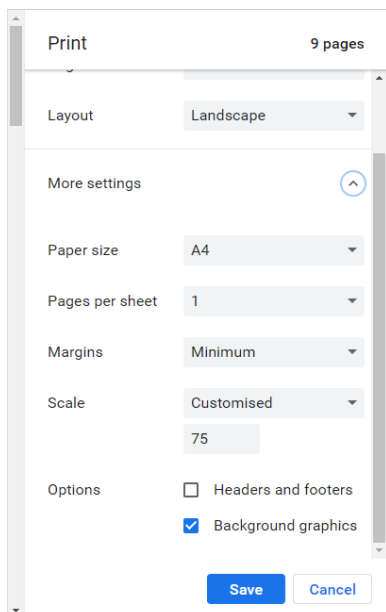 Print 9 pages
Layout Landscape
More settings
Paper size A4
Pages per sheet 1
Margins Minimum
Scale Customised
75
Options Headers and footers
Background graphics
Save Cancel